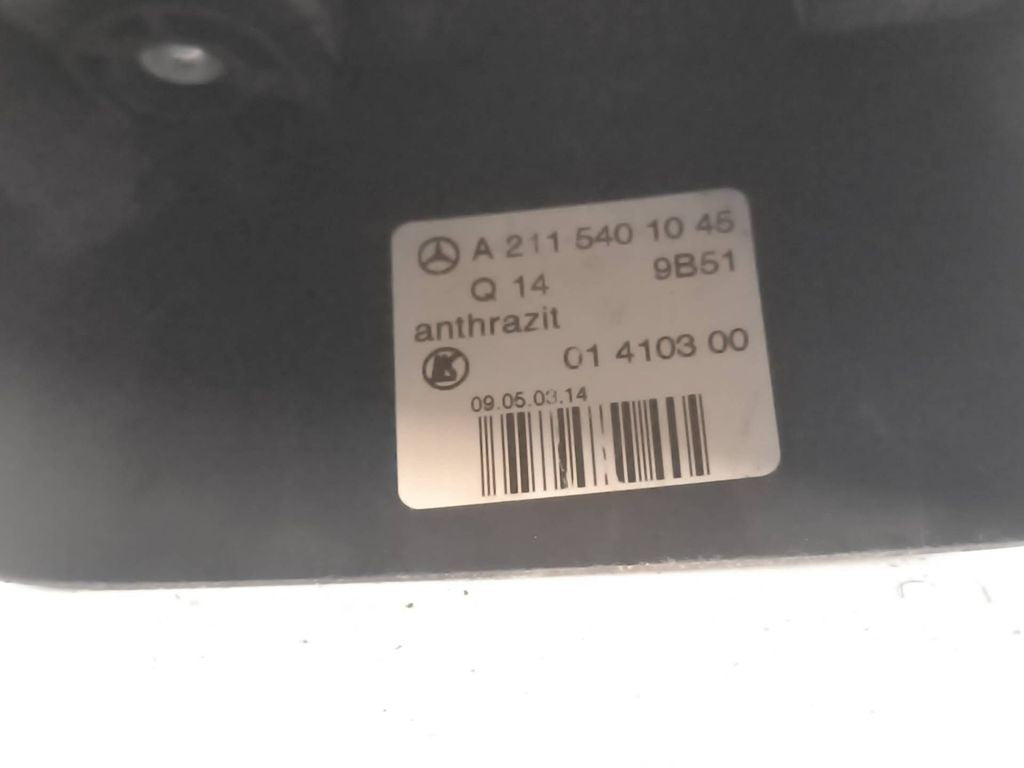 A 211 540 10 45
Q 14 9B51
anthrazit
K 01 4103 00
09.05.03.14